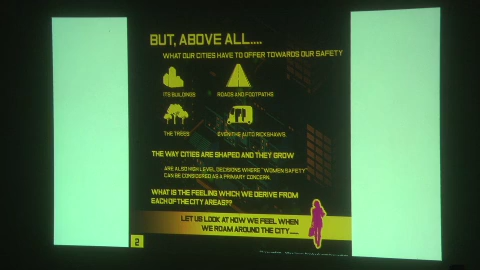 BUT, ABOVE ALL....
WHAT OUR CITIES HAVE TO OFFER TOWARDS OUR SAFETY
ITS BUILDINGS
ROADS AND FOOTPATHS
THE TREES
EVEN THE AUTO RICKSHAWS
THE WAY CITIES ARE SHAPED AND THEY GROW
ARE ALSO HIGH LEVEL DECISIONS WHERE "WOMEN SAFETY"
CAN BE CONSIDERED AS A PRIMARY CONCERN.
WHAT IS THE FEELING WHICH WE DERIVE FROM
EACH OF THE CITY AREAS??
LET US LOOK AT HOW WE FEEL WHEN
WE ROAM AROUND THE CITY.....
2